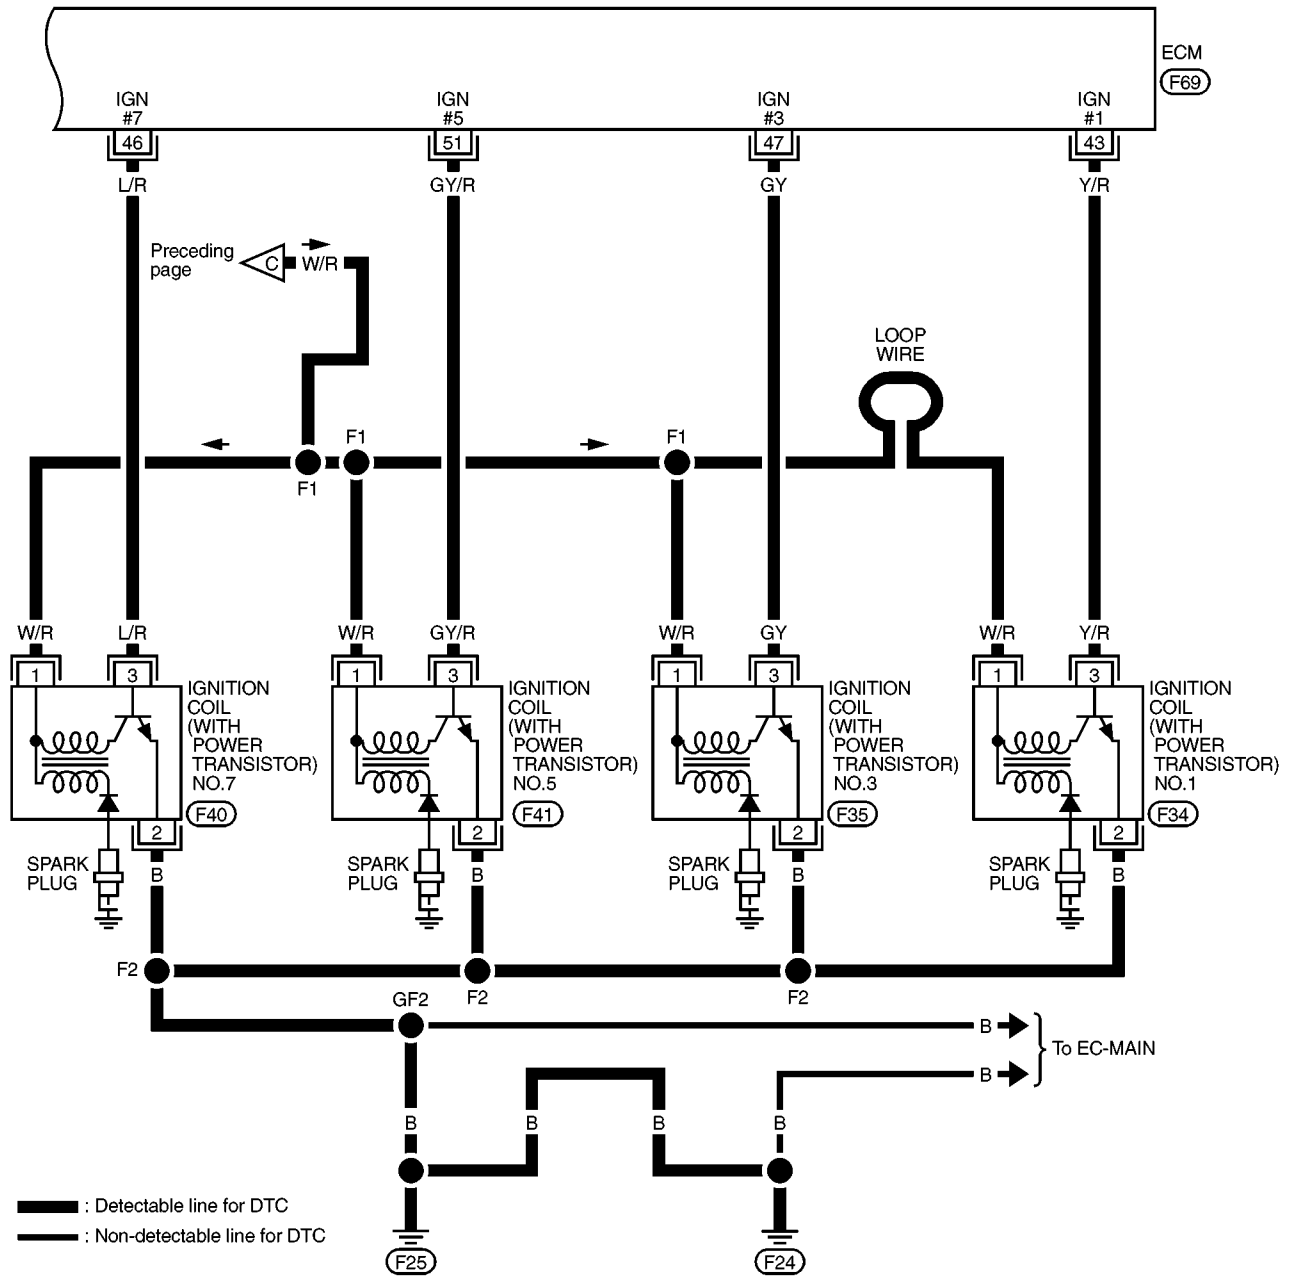 ECM
F69
IGN
#7
IGN
#5
IGN
#3
IGN
#1
46
51
47
43
L/R
GY/R
GY
Y/R
Preceding
page
C
W/R
LOOP
WIRE
F1
F1
F1
W/R
L/R
W/R
GY/R
W/R
GY
W/R
Y/R
1
3
1
3
1
3
1
3
IGNITION
COIL
(WITH
POWER
TRANSISTOR)
NO.7
F40
IGNITION
COIL
(WITH
POWER
TRANSISTOR)
NO.5
F41
IGNITION
COIL
(WITH
POWER
TRANSISTOR)
NO.3
F35
IGNITION
COIL
(WITH
POWER
TRANSISTOR)
NO.1
F34
2
2
2
2
SPARK
PLUG
B
SPARK
PLUG
B
SPARK
PLUG
B
SPARK
PLUG
B
F2
F2
F2
GF2
B
To EC-MAIN
B
B
B
B
B
: Detectable line for DTC
: Non-detectable line for DTC
F25
F24